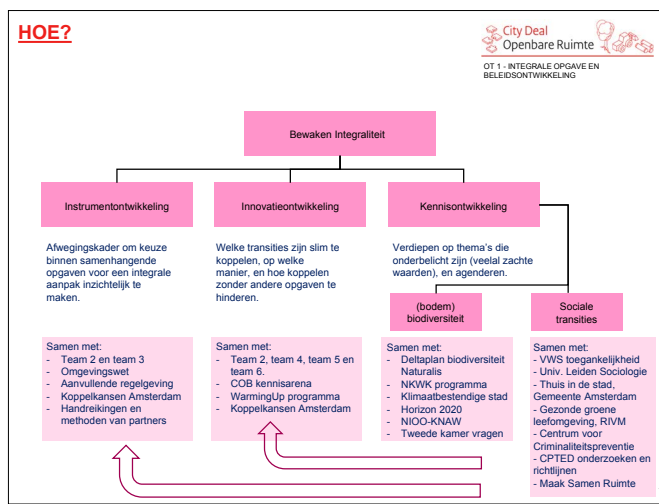 HOE?
City Deal
Openbare Ruimte
OT 1 - INTEGRALE OPGAVE EN
BELEIDSONTWIKKELING
Bewaken Integraliteit
Instrumentontwikkeling
Innovatieontwikkeling
Kennisontwikkeling
Afwegingskader om keuze
binnen samenhangende
opgaven voor een integrale
aanpak inzichtelijk te
maken.
Welke transities zijn slim te
koppelen, op welke
manier, en hoe koppelen
zonder andere opgaven te
hinderen.
Verdiepen op thema's die
onderbelicht zijn (veelal zachte
waarden), en agenderen.
(bodem)
biodiversiteit
Sociale
transities
Samen met:
- Team 2 en team 3
- Omgevingswet
- Aanvullende regelgeving
- Koppelkansen Amsterdam
- Handreikingen en
methoden van partners
Samen met:
- Team 2, team 4, team 5 en
team 6.
- COB kennisarena
- WarmingUp programma
- Koppelkansen Amsterdam
Samen met:
- Deltaplan biodiversiteit
Naturalis
- NKWK programma
- Klimaatbestendige stad
- Horizon 2020
- NIOO-KNAW
- Tweede kamer vragen
Samen met:
- VWS toegankelijkheid
- Univ. Leiden Sociologie
- Thuis in de stad,
Gemeente Amsterdam
- Gezonde groene
leefomgeving, RIVM
- Centrum voor
Criminaliteitspreventie
- CPTED onderzoeken en
richtlijnen
- Maak Samen Ruimte